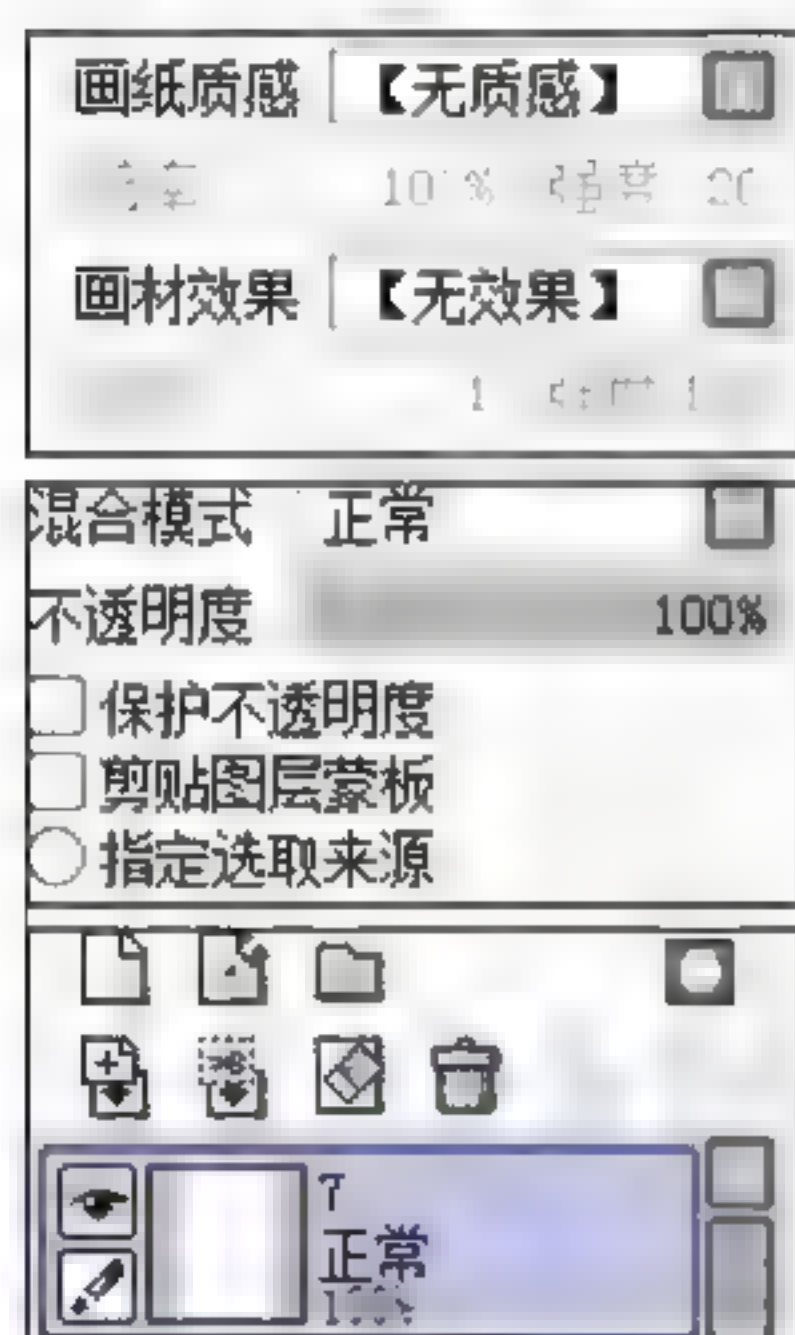 画纸质感 【无质感】
画材效果 【无效果】
1 1
混合模式 正常
不透明度 100%
保护不透明度
剪贴图层蒙板
指定选取来源
7
正常